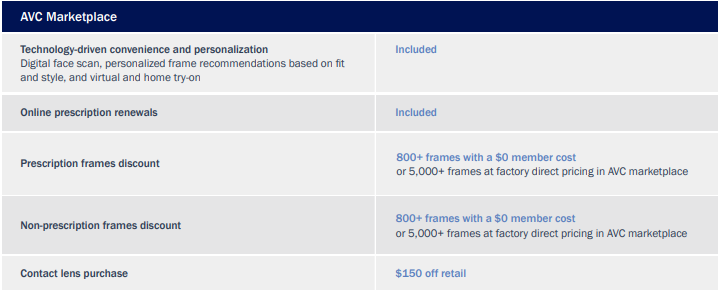 AVC Marketplace
Technology-driven convenience and personalization
Digital face scan, personalized frame recommendations based on fit
and style, and virtual and home try-on
Included
Online prescription renewals
Included
Prescription frames discount
800+ frames with a $0 member cost
or 5,000+ frames at factory direct pricing in AVC marketplace
Non-prescription frames discount
800+ frames with a $0 member cost
or 5,000+ frames at factory direct pricing in AVC marketplace
Contact lens purchase
$150 off retail